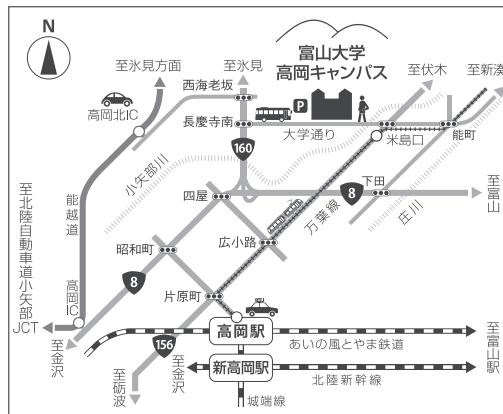 N
富山大学
高岡キャンパス
至氷見方面
至氷見
至伏木
至新湊
西海老坂
高岡北IC
P
長慶寺南
大学通り
米島口
能町
160
小矢部川
能越道
四屋
万葉線
8
下田
庄川
至富山
至北陸自動車道小矢部
JCT
昭和町
広小路
8
片原町
高岡IC
至金沢
高岡駅
あいの風とやま鉄道
至富山駅
156
至砺波
至金沢
新高岡駅
北陸新幹線
城端線